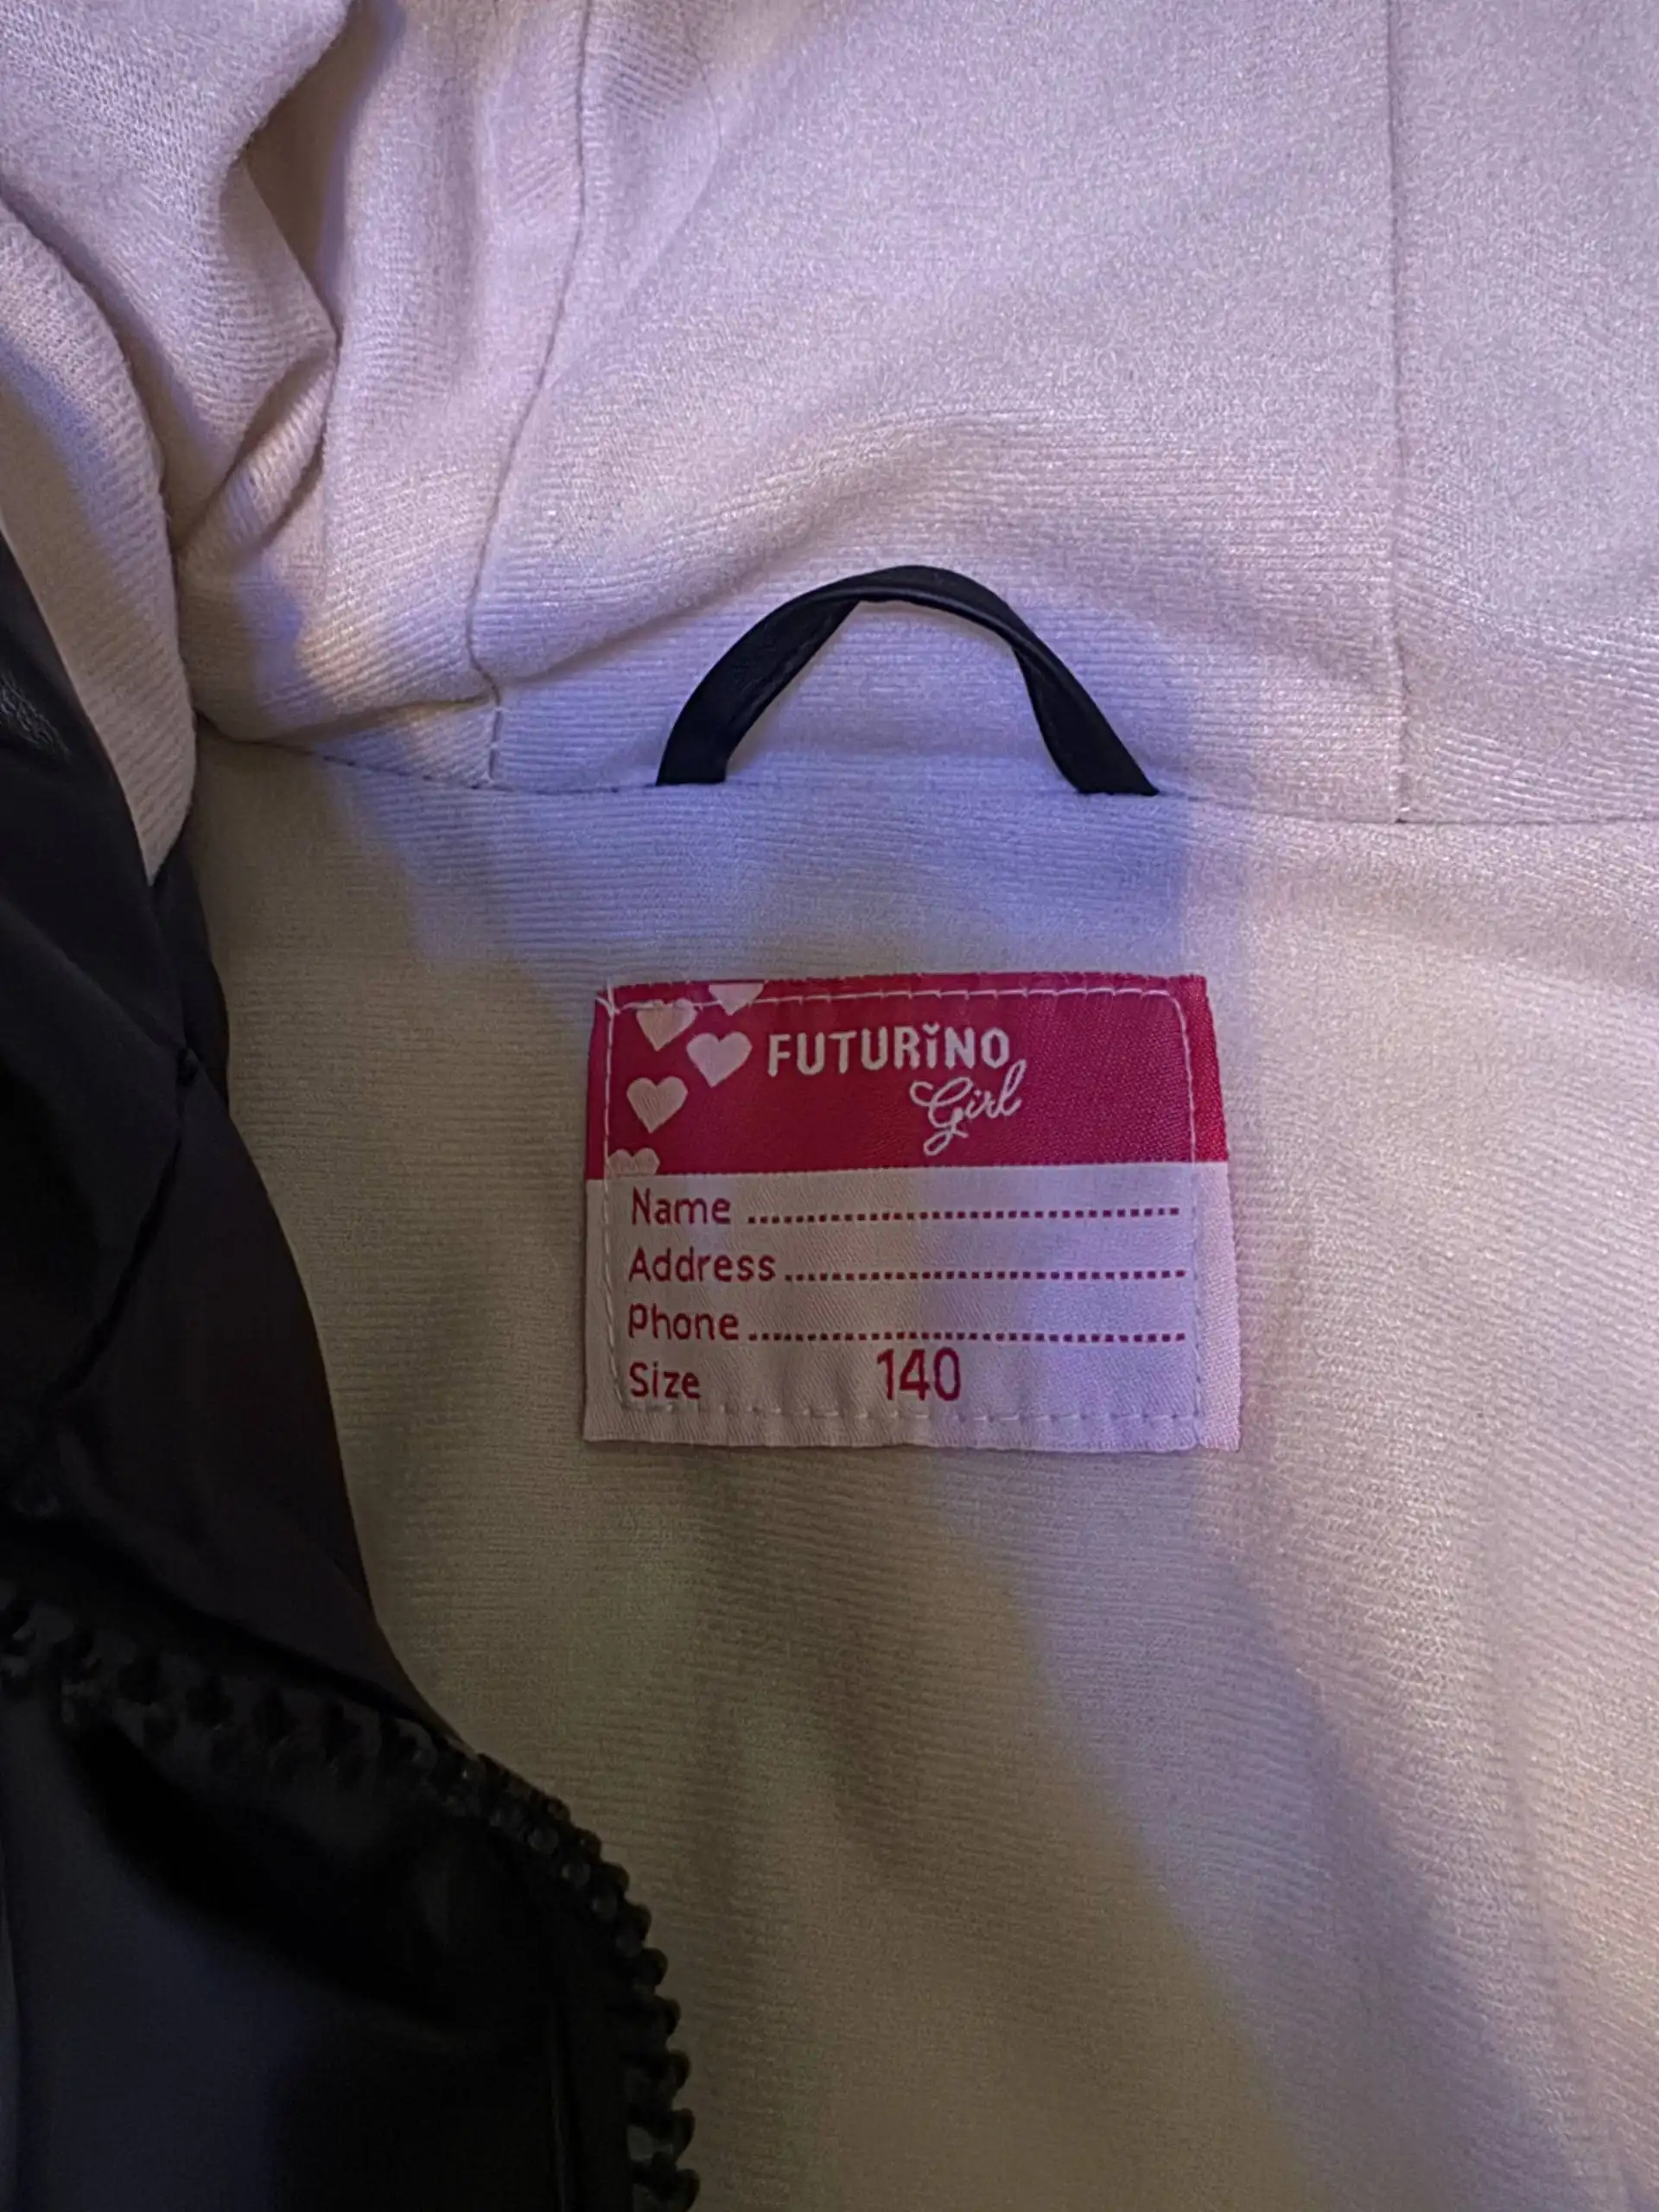 FUTURINO
Girl
Name ................................
Address ................................
Phone ................................
Size 140